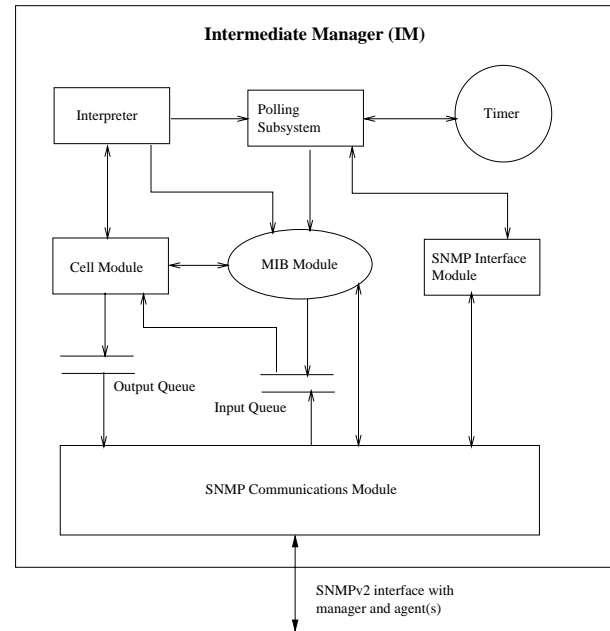 Intermediate Manager (IM)
Interpreter
Polling
Subsystem
Timer
Cell Module
MIB Module
SNMP Interface
Module
Output Queue
Input Queue
SNMP Communications Module
SNMPv2 interface with
manager and agent(s)